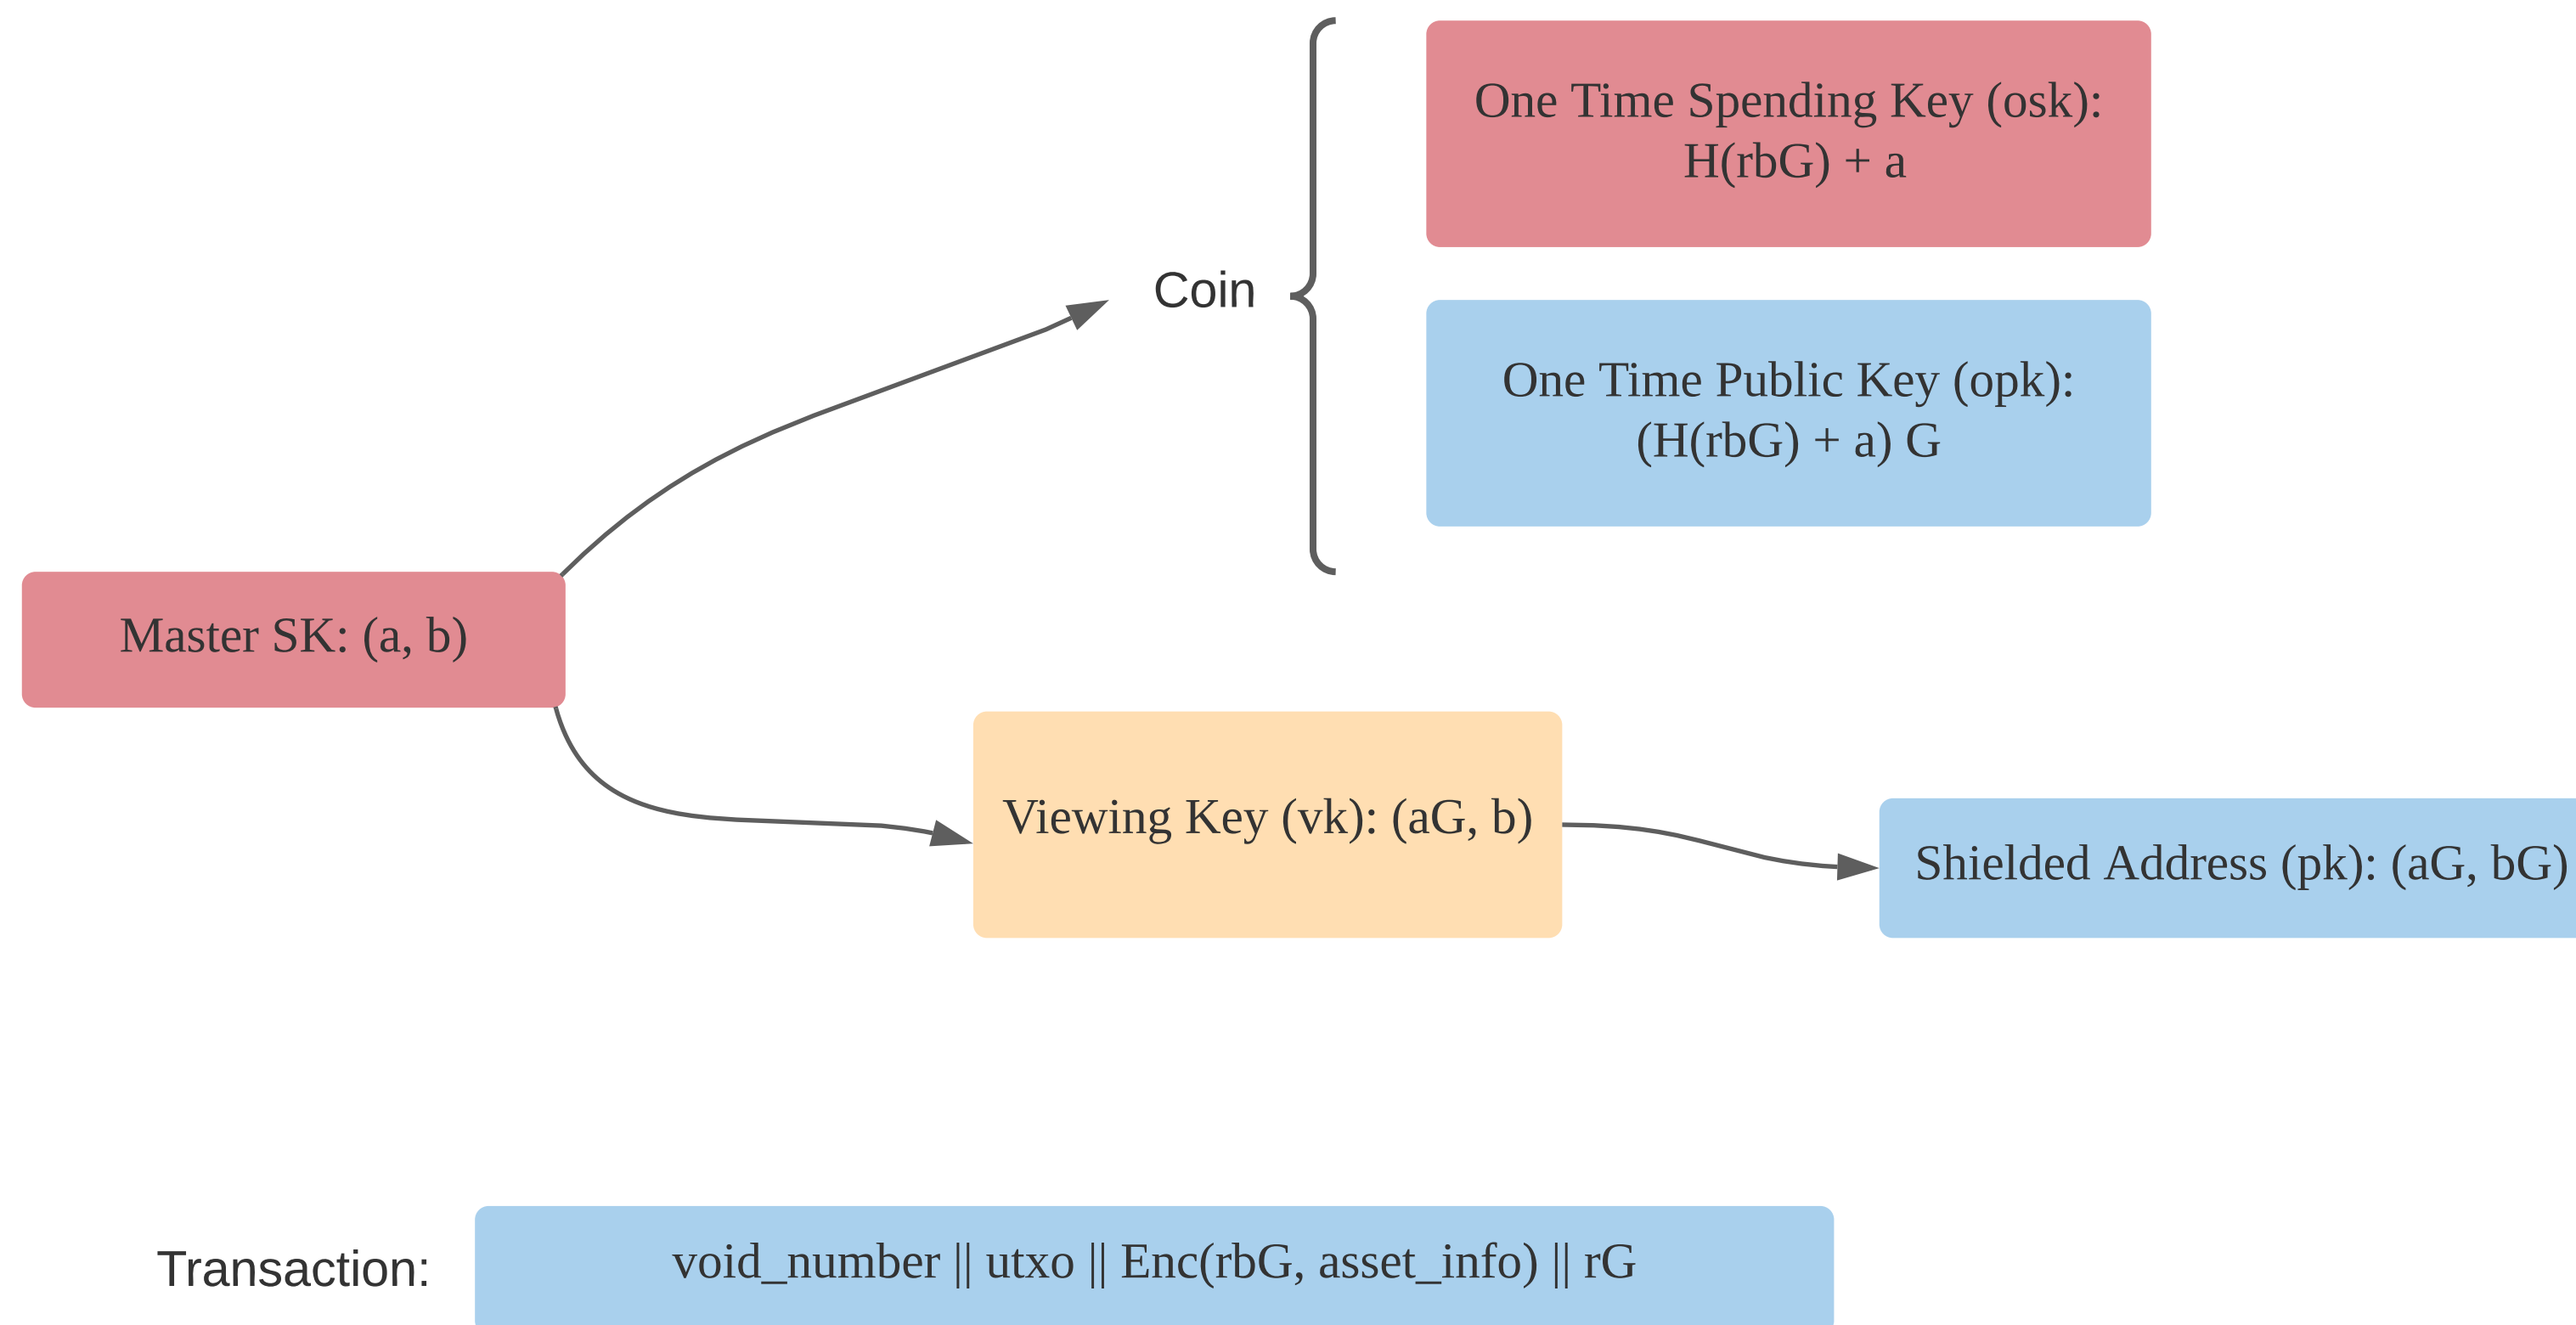 One Time Spending Key (osk):
H(rbG) + a
Coin
One Time Public Key (opk):
(H(rbG) + a) G
Master SK: (a, b)
Viewing Key (vk): (aG, b)
Shielded Address (pk): (aG, bG)
Transaction:
void_number || utxo || Enc(rbG, asset_info) || rG